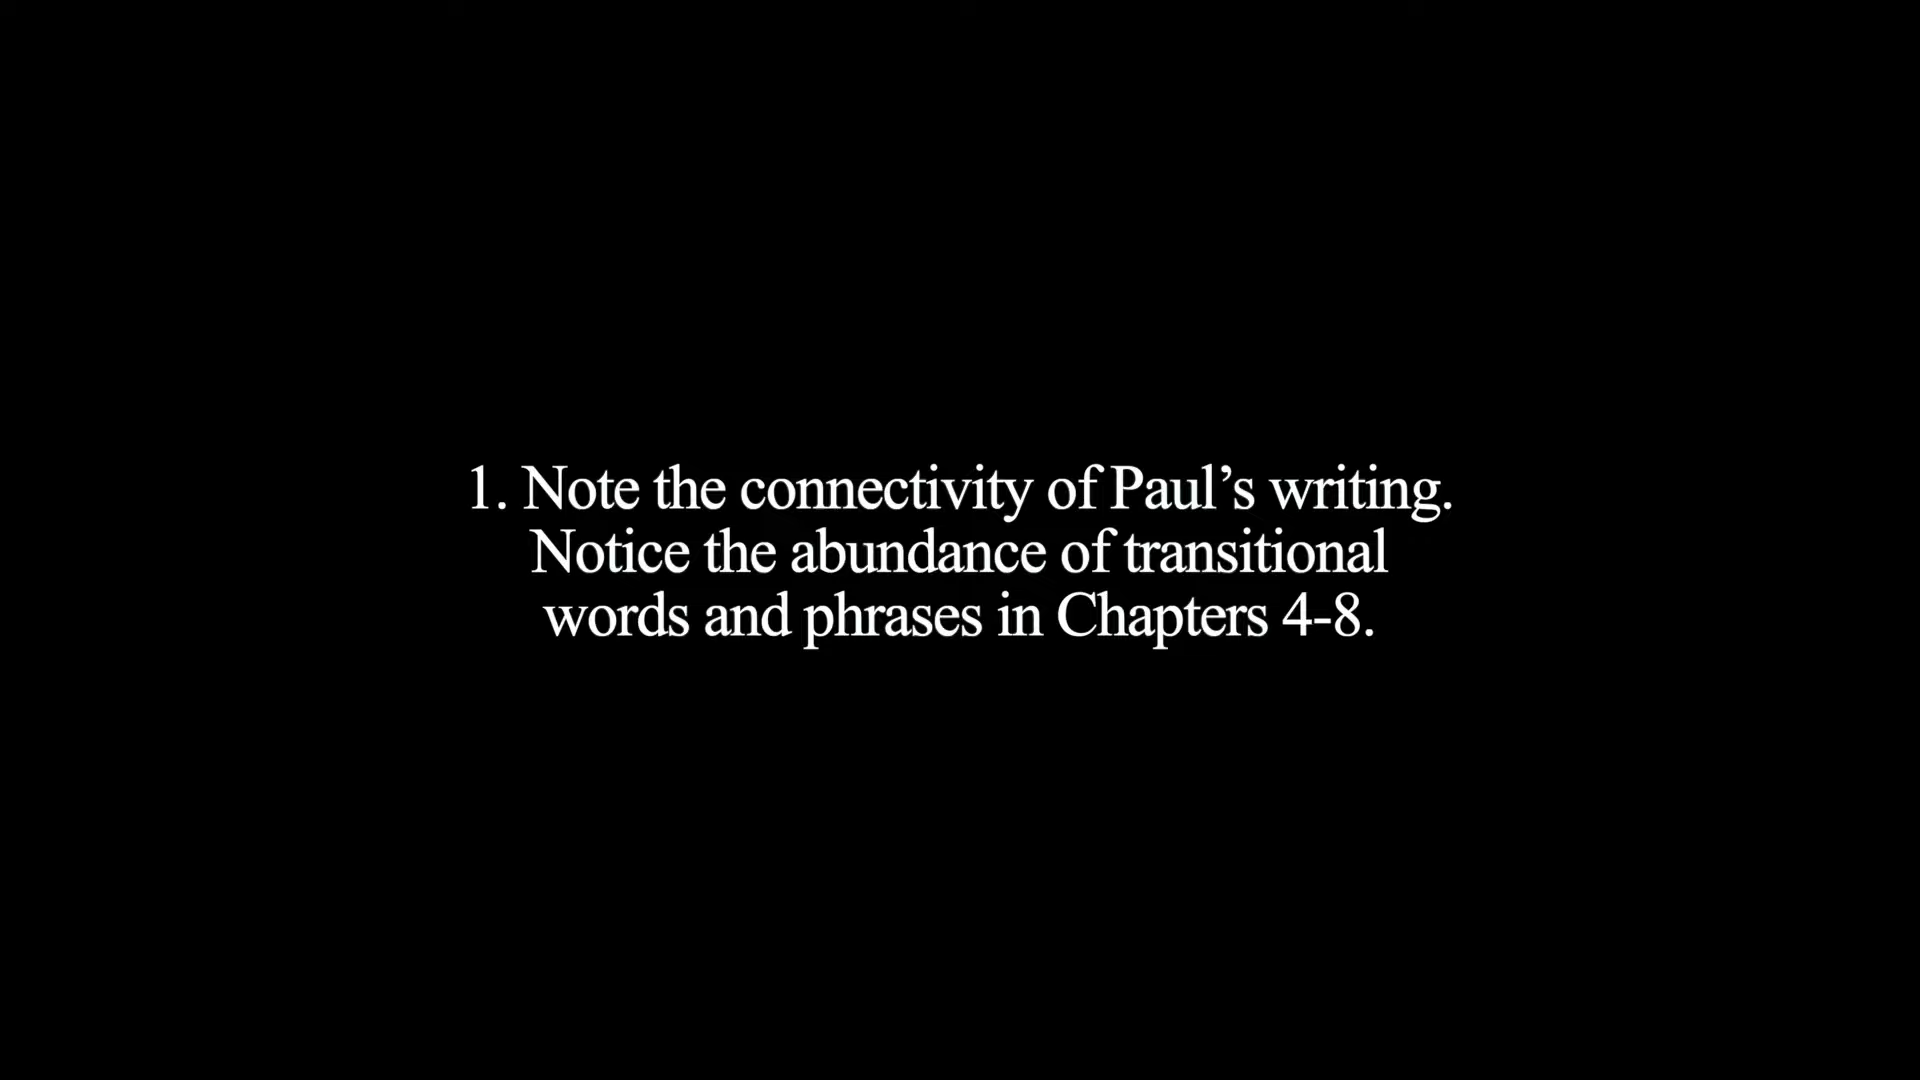 1. Note the connectivity of Paul’s writing.
Notice the abundance of transitional
words and phrases in Chapters 4-8.